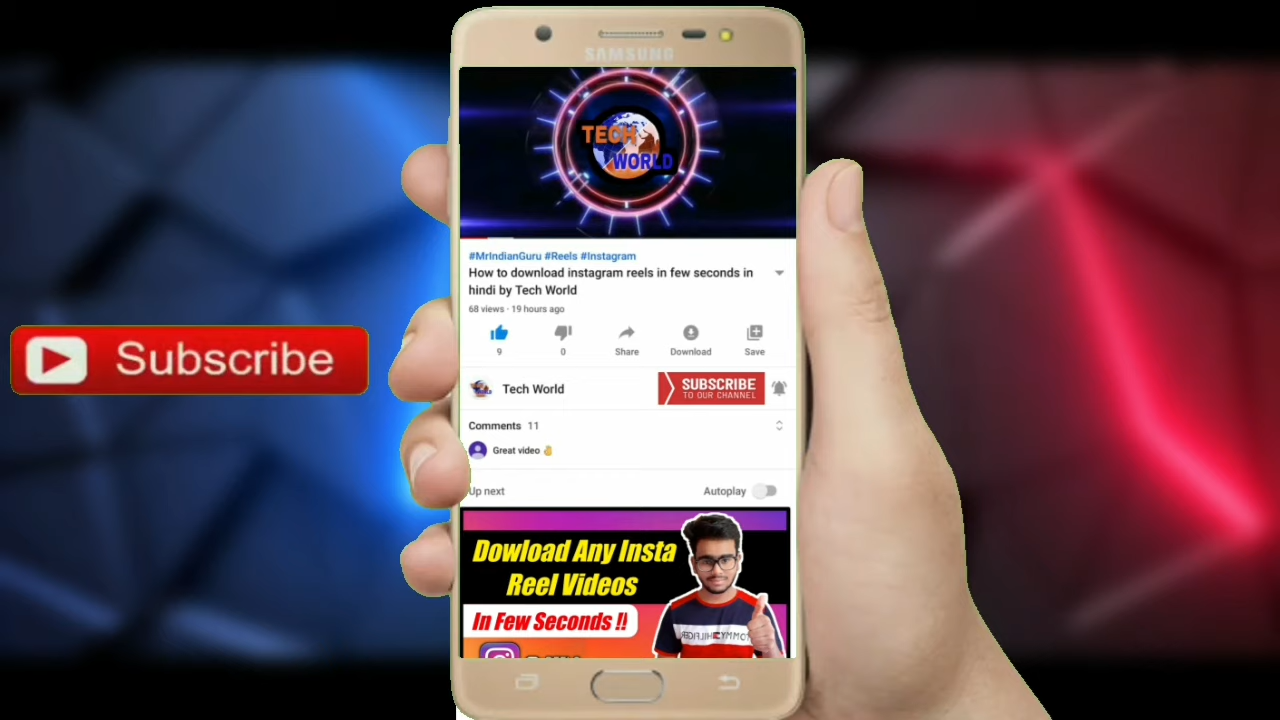 SAMSUNG
TECH
WORLD
#MrIndianGuru #Reels #Instagram
How to download instagram reels in few seconds in
hindi by Tech World
68 views · 19 hours ago
9
0
Share
Download
Save
Subscribe
Tech World
SUBSCRIBE
TO OUR CHANNEL
Comments 11
Great video
Up next
Autoplay
Dowload Any Insta
Reel Videos
In Few Seconds !!
TOMMY HILFIGER